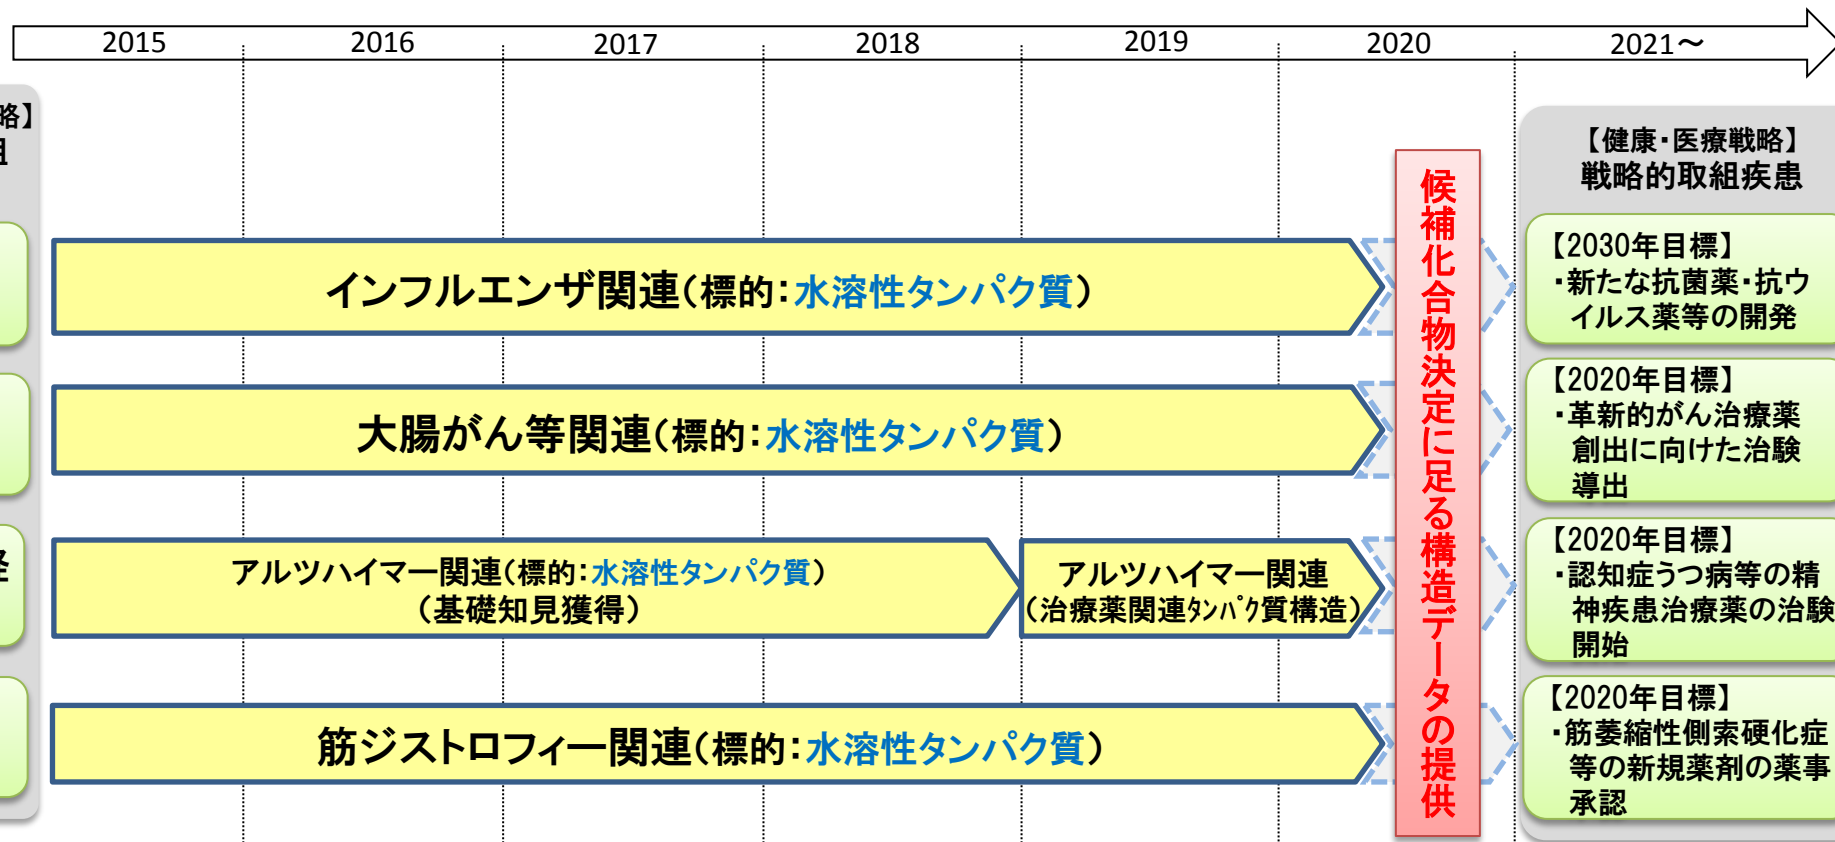 2015
2016
2017
2018
2019
2020
2021～
略】
組
経
インフルエンザ関連（標的：水溶性タンパク質）
大腸がん等関連（標的：水溶性タンパク質）
アルツハイマー関連（標的：水溶性タンパク質）
（基礎知見獲得）
アルツハイマー関連
（治療薬関連ﾀﾝﾊﾟｸ質構造）
筋ジストロフィー関連（標的：水溶性タンパク質）
候補化合物決定に足る構造データの提供
【健康・医療戦略】
戦略的取組疾患
【2030年目標】
・新たな抗菌薬・抗ウ
イルス薬等の開発
【2020年目標】
・革新的がん治療薬
創出に向けた治験
導出
【2020年目標】
・認知症うつ病等の精
神疾患治療薬の治験
開始
【2020年目標】
・筋萎縮性側索硬化症
等の新規薬剤の薬事
承認